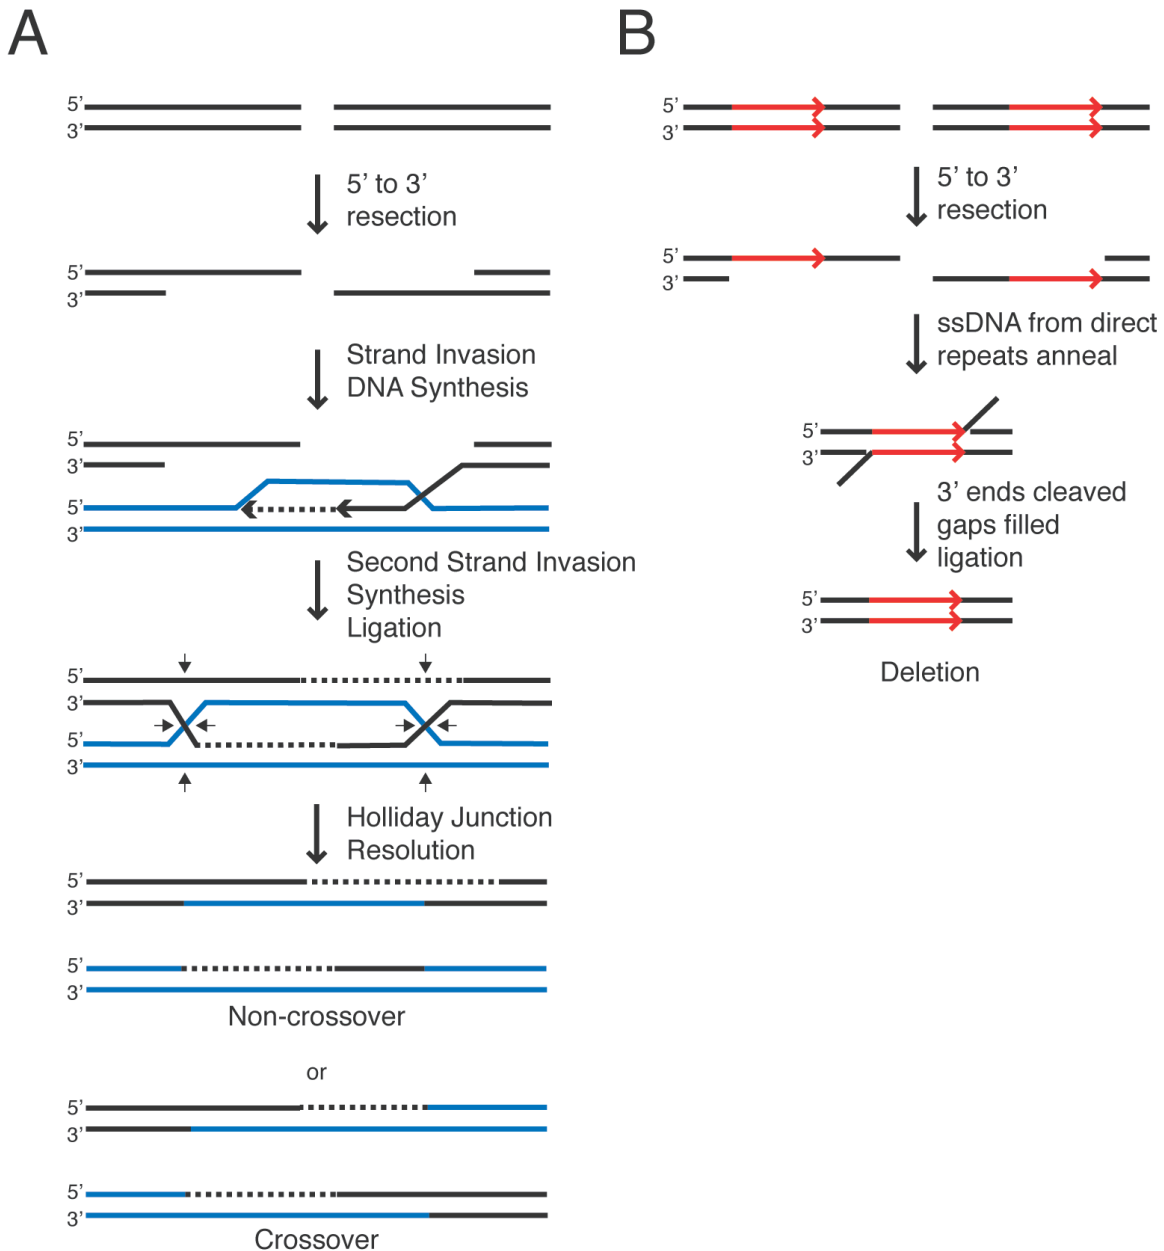 A
5’
3’
5’ to 3’
resection
5’
3’
Strand Invasion
DNA Synthesis
5’
3’
5’
3’
Second Strand Invasion
Synthesis
Ligation
5’
3’
5’
3’
Holliday Junction
Resolution
5’
3’
5’
3’
Non-crossover
or
5’
3’
5’
3’
Crossover
B
5’
3’
5’ to 3’
resection
5’
3’
ssDNA from direct
repeats anneal
5’
3’
3’ ends cleaved
gaps filled
ligation
5’
3’
Deletion